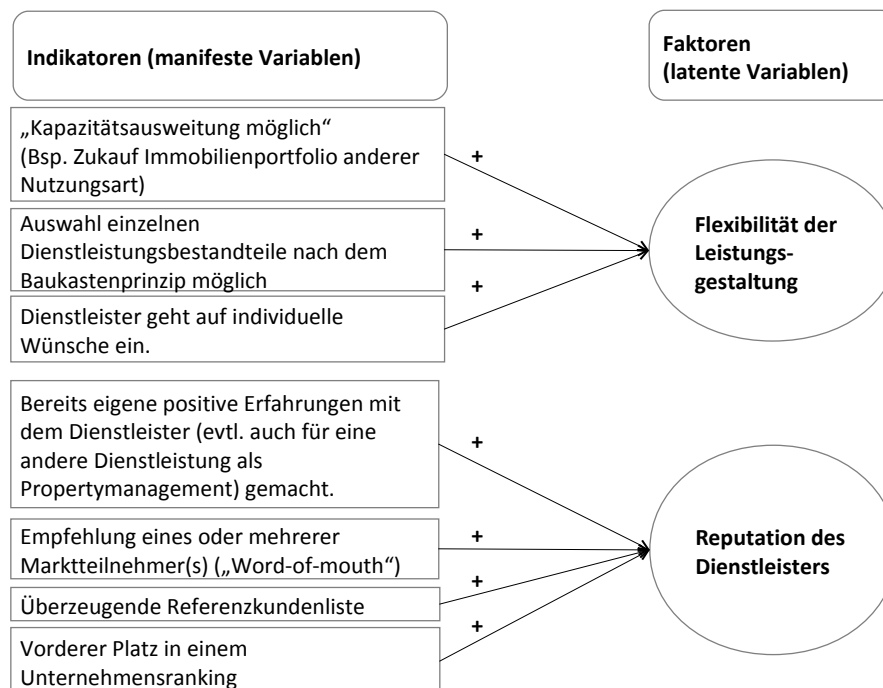 Indikatoren (manifeste Variablen)
Faktoren
(latente Variablen)
„Kapazitätsausweitung möglich“
(Bsp. Zukauf Immobilienportfolio anderer
Nutzungsart)
+
Auswahl einzelnen
Dienstleistungsbestandteile nach dem
Baukastenprinzip möglich
+
+
Dienstleister geht auf individuelle
Wünsche ein.
Flexibilität der
Leistungs-
gestaltung
Bereits eigene positive Erfahrungen mit
dem Dienstleister (evtl. auch für eine
andere Dienstleistung als
Propertymanagement) gemacht.
+
Empfehlung eines oder mehrerer
Marktteilnehmer(s) („Word-of-mouth“)
+
+
Überzeugende Referenzkundenliste
+
Vorderer Platz in einem
Unternehmensranking
Reputation des
Dienstleisters